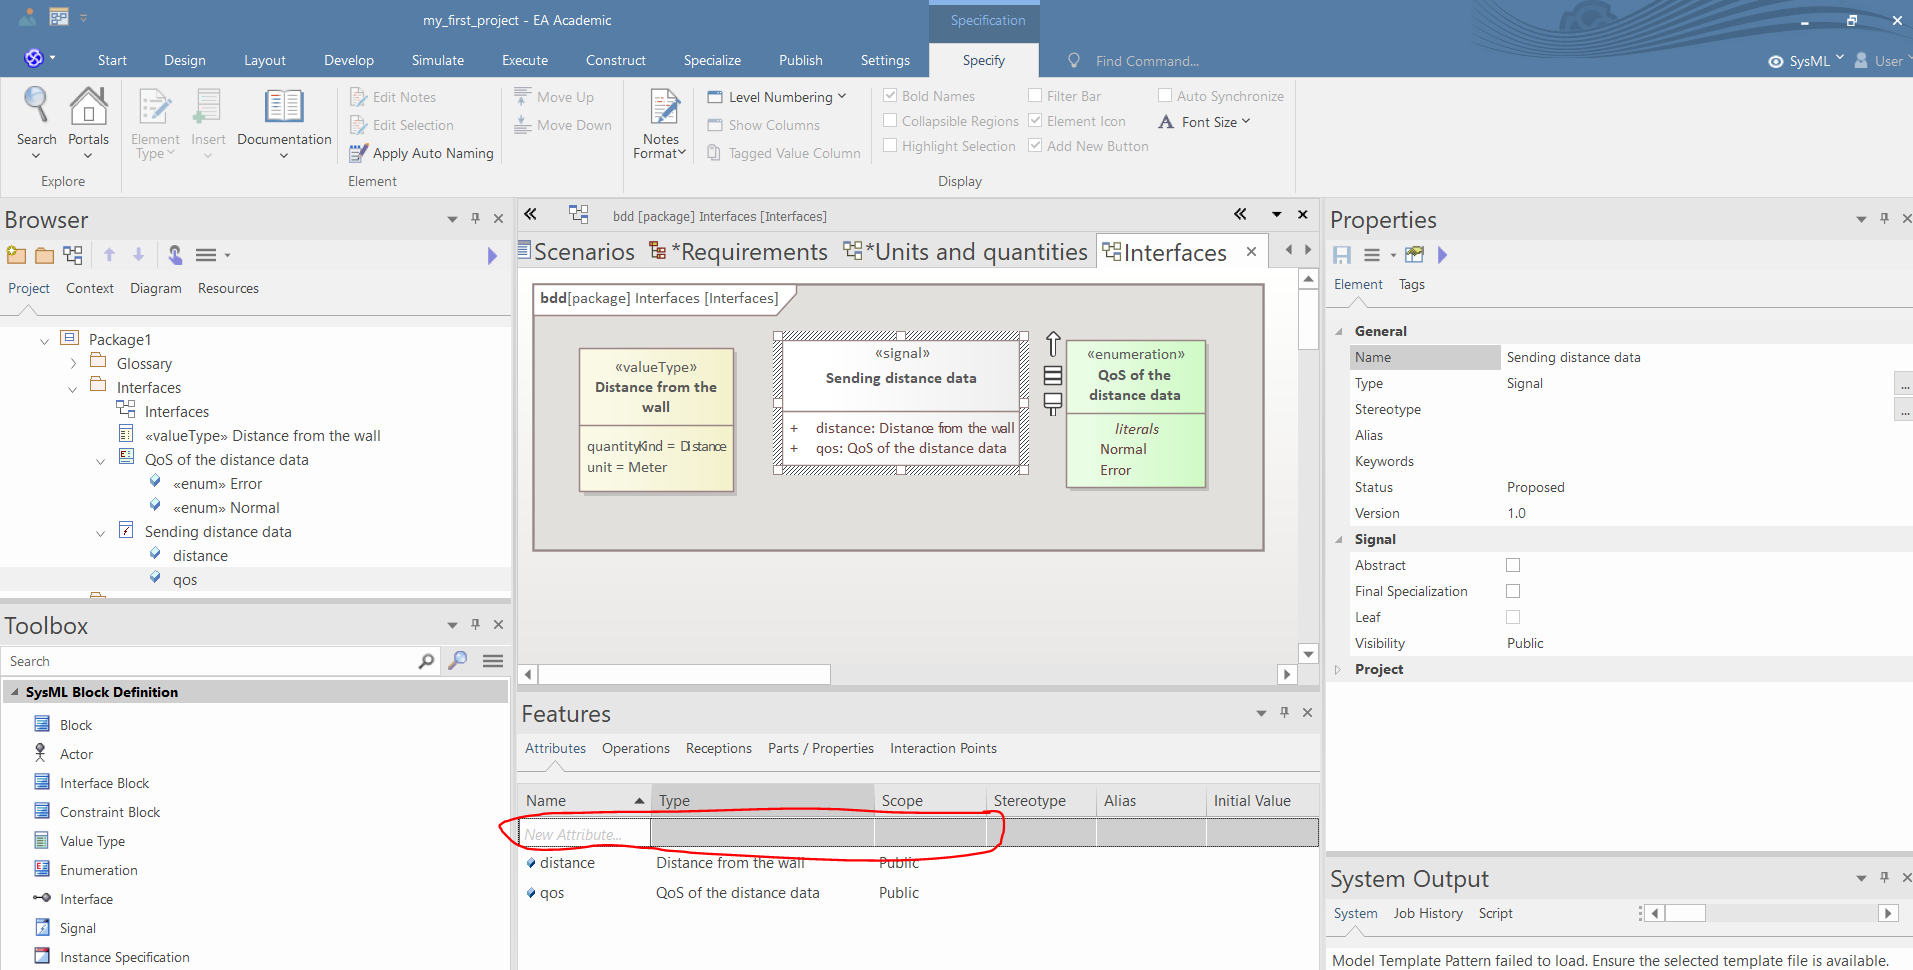 my_first_project - EA Academic
Specification
Start Design Layout Develop Simulate Execute Construct Specialize Publish Settings Specify Find Command... SysML User
Search Portals
Explore
Element Type Insert Documentation
Edit Notes
Edit Selection
Apply Auto Naming
Move Up
Move Down
Element
Notes Format
Level Numbering
Show Columns
Tagged Value Column
Bold Names Filter Bar Auto Synchronize
Collapsible Regions Element Icon Font Size
Highlight Selection Add New Button
Display
Browser
Project Context Diagram Resources
Package1
Glossary
Interfaces
Interfaces
«valueType» Distance from the wall
QoS of the distance data
«enum» Error
«enum» Normal
Sending distance data
distance
qos
Toolbox
Search
SysML Block Definition
Block
Actor
Interface Block
Constraint Block
Value Type
Enumeration
Interface
Signal
Instance Specification
bdd [package] Interfaces [Interfaces]
Scenarios *Requirements *Units and quantities Interfaces
bdd[package] Interfaces [Interfaces]
«valueType»
Distance from the
wall
quantityKind = Distance
unit = Meter
«signal»
Sending distance data
+ distance: Distance from the wall
+ qos: QoS of the distance data
«enumeration»
QoS of the
distance data
literals
Normal
Error
Features
Attributes Operations Receptions Parts / Properties Interaction Points
Name Type Scope Stereotype Alias Initial Value
New Attribute...
distance Distance from the wall Public
qos QoS of the distance data Public
Properties
Element Tags
General
Name Sending distance data
Type Signal
Stereotype
Alias
Keywords
Status Proposed
Version 1.0
Signal
Abstract
Final Specialization
Leaf
Visibility Public
Project
System Output
System Job History Script
Model Template Pattern failed to load. Ensure the selected template file is available.